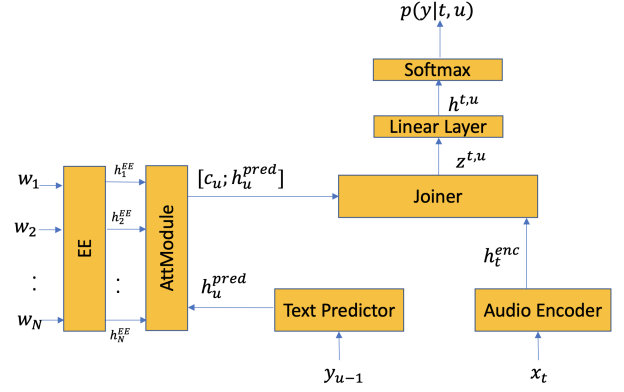 p(y|t, u)
Softmax
h^{t,u}
Linear Layer
z^{t,u}
w_1
h_1^{EE}
[c_u; h_u^{pred}]
Joiner
w_2
h_2^{EE}
EE
AttModule
h_t^{enc}
⋮
⋮
h_u^{pred}
Text Predictor
Audio Encoder
w_N
h_N^{EE}
y_{u-1}
x_t